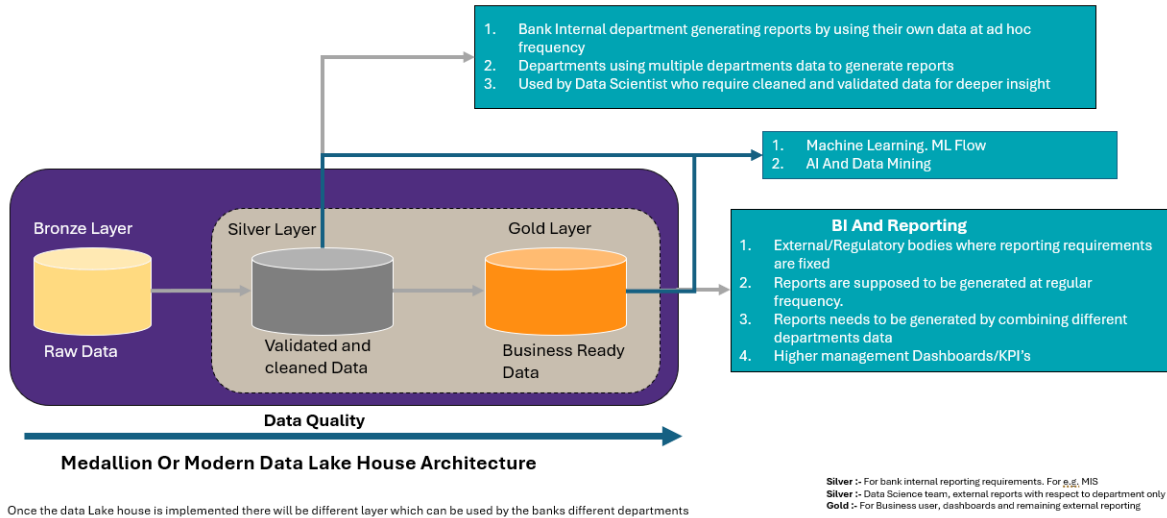 1. Bank Internal department generating reports by using their own data at ad hoc
frequency
2. Departments using multiple departments data to generate reports
3. Used by Data Scientist who require cleaned and validated data for deeper insight
1. Machine Learning. ML Flow
2. AI And Data Mining
Bronze Layer
Raw Data
Silver Layer
Validated and
cleaned Data
Gold Layer
Business Ready
Data
BI And Reporting
1. External/Regulatory bodies where reporting requirements
are fixed
2. Reports are supposed to be generated at regular
frequency.
3. Reports needs to be generated by combining different
departments data
4. Higher management Dashboards/KPI's
Data Quality
Medallion Or Modern Data Lake House Architecture
Silver :- For bank internal reporting requirements. For e.g. MIS
Silver :- Data Science team, external reports with respect to department only
Gold :- For Business user, dashboards and remaining external reporting
Once the data Lake house is implemented there will be different layer which can be used by the banks different departments